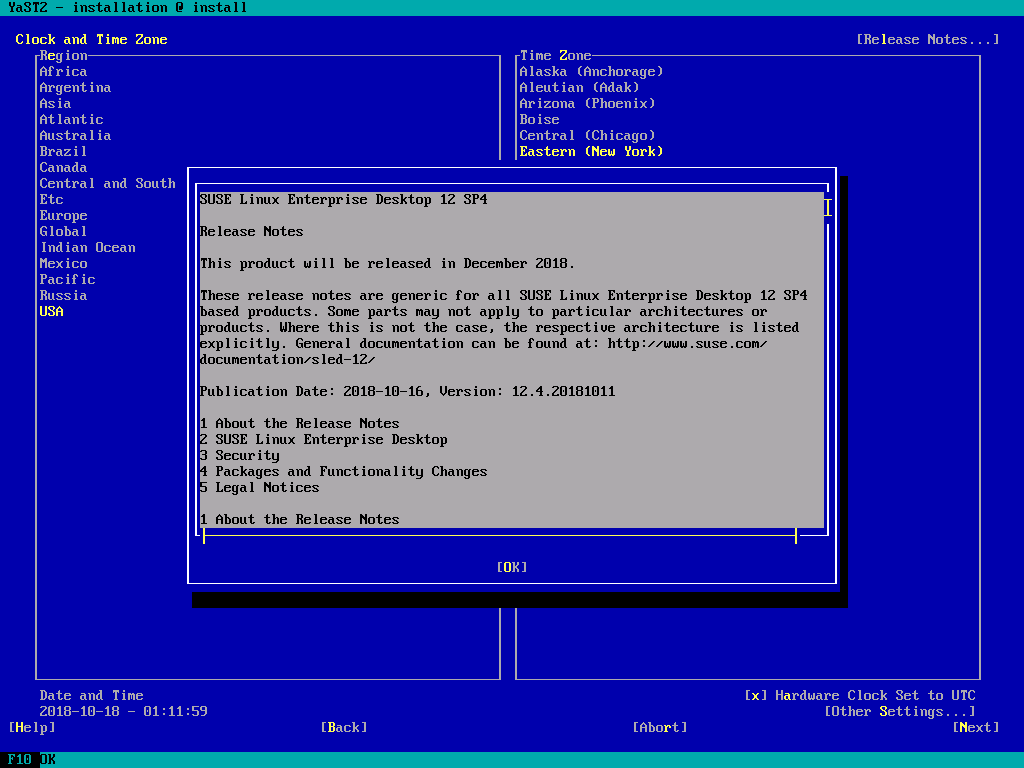 YaST2 - installation @ install
Clock and Time Zone
[Release Notes...]
Region
Africa
Argentina
Asia
Atlantic
Australia
Brazil
Canada
Central and South
Etc
Europe
Global
Indian Ocean
Mexico
Pacific
Russia
USA
Time Zone
Alaska (Anchorage)
Aleutian (Adak)
Arizona (Phoenix)
Boise
Central (Chicago)
Eastern (New York)
SUSE Linux Enterprise Desktop 12 SP4
Release Notes
This product will be released in December 2018.
These release notes are generic for all SUSE Linux Enterprise Desktop 12 SP4
based products. Some parts may not apply to particular architectures or
products. Where this is not the case, the respective architecture is listed
explicitly. General documentation can be found at: http://www.suse.com/
documentation/sled-12/
Publication Date: 2018-10-16, Version: 12.4.20181011
1 About the Release Notes
2 SUSE Linux Enterprise Desktop
3 Security
4 Packages and Functionality Changes
5 Legal Notices
1 About the Release Notes
[OK]
Date and Time
2018-10-18 - 01:11:59
[x] Hardware Clock Set to UTC
[Other Settings...]
[Help]
[Back]
[Abort]
[Next]
F10 OK